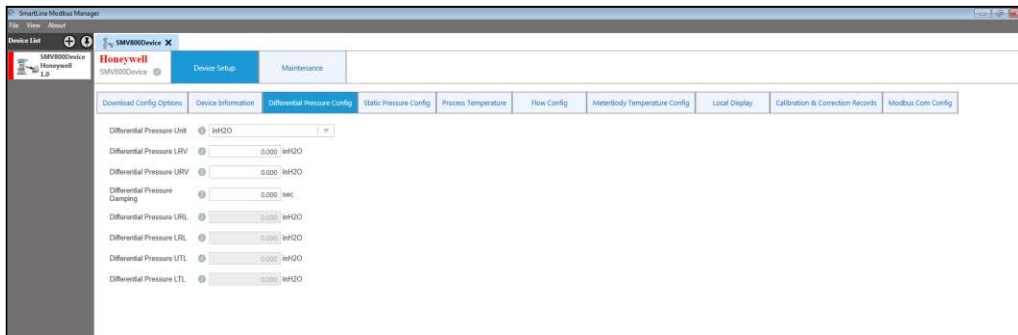 SmartLine Modbus Manager
File View About
Device List
SMV800Device X
SMV800Device
Honeywell
1.0
Honeywell
SMV800Device
Device Setup
Maintenance
Download Config Options
Device Information
Differential Pressure Config
Static Pressure Config
Process Temperature
Flow Config
MeterBody Temperature Config
Local Display
Calibration & Correction Records
Modbus Com Config
Differential Pressure Unit inH2O
Differential Pressure LRV 0.000 inH2O
Differential Pressure URV 0.000 inH2O
Differential Pressure
Damping 0.000 sec
Differential Pressure URL 0.000 inH2O
Differential Pressure LRL 0.000 inH2O
Differential Pressure UTL 0.000 inH2O
Differential Pressure LTL 0.000 inH2O